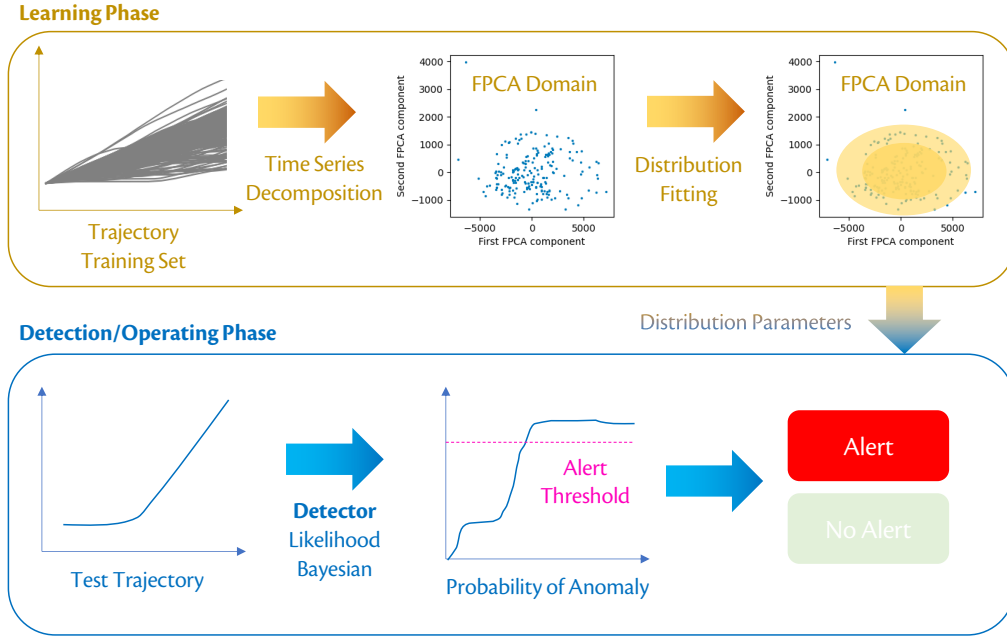 Learning Phase
Trajectory
Training Set
Time Series
Decomposition
FPCA Domain
Second FPCA component
4000
3000
2000
1000
0
−1000
−5000
0
5000
First FPCA component
Distribution
Fitting
FPCA Domain
Second FPCA component
4000
3000
2000
1000
0
−1000
−5000
0
5000
First FPCA component
Distribution Parameters
Detection/Operating Phase
Test Trajectory
Detector
Likelihood
Bayesian
Alert
Threshold
Probability of Anomaly
Alert
No Alert